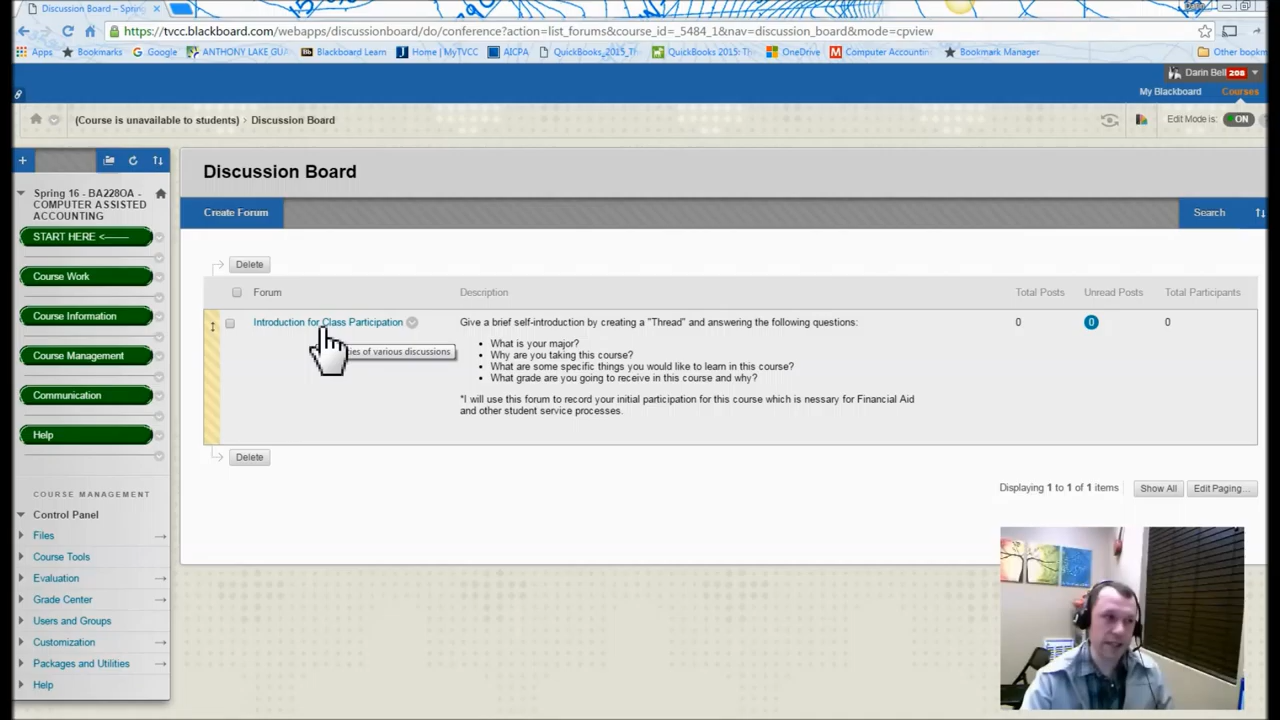 Discussion Board – Spring
https://tvcc.blackboard.com/webapps/discussionboard/do/conference?action=list_forums&course_id=_5484_1&nav=discussion_board&mode=cpview
Apps Bookmarks Google ANTHONY LAKE GUA Blackboard Learn Home | MyTVCC AICPA QuickBooks_2015_Th QuickBooks 2015: Th OneDrive Computer Accountin Bookmark Manager Other bookm
Darin Bell 208
My Blackboard Courses
(Course is unavailable to students) › Discussion Board Edit Mode is: ON
Spring 16 - BA228OA -
COMPUTER ASSISTED
ACCOUNTING
START HERE <-------
Course Work
Course Information
Course Management
Communication
Help
COURSE MANAGEMENT
Control Panel
Files
Course Tools
Evaluation
Grade Center
Users and Groups
Customization
Packages and Utilities
Help
Discussion Board
Create Forum Search
Delete
Forum Description Total Posts Unread Posts Total Participants
Introduction for Class Participation Give a brief self-introduction by creating a "Thread" and answering the following questions: 0 0 0
What is your major?
ies of various discussions Why are you taking this course?
What are some specific things you would like to learn in this course?
What grade are you going to receive in this course and why?
*I will use this forum to record your initial participation for this course which is nessary for Financial Aid
and other student service processes.
Delete
Displaying 1 to 1 of 1 items Show All Edit Paging...